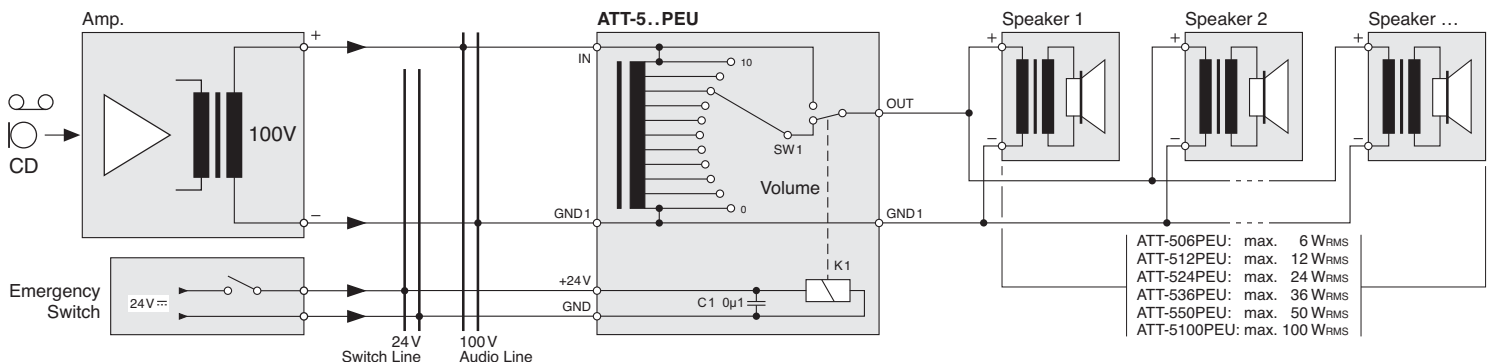 Amp.
+
100V
−
CD
Emergency
Switch
24V
24V
Switch Line
100V
Audio Line
ATT-5..PEU
IN
10
SW1
Volume
0
OUT
GND1
GND1
+24V
K1
C1 0µ1
GND
Speaker 1
+
−
Speaker 2
+
−
Speaker …
+
−
ATT-506PEU: max. 6 WRMS
ATT-512PEU: max. 12 WRMS
ATT-524PEU: max. 24 WRMS
ATT-536PEU: max. 36 WRMS
ATT-550PEU: max. 50 WRMS
ATT-5100PEU: max. 100 WRMS